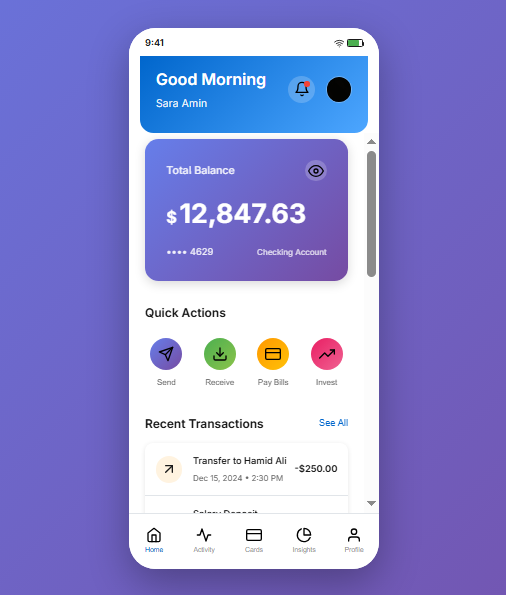 9:41
Good Morning
Sara Amin
Total Balance
$12,847.63
•••• 4629
Checking Account
Quick Actions
Send
Receive
Pay Bills
Invest
Recent Transactions
See All
Transfer to Hamid Ali
-$250.00
Dec 15, 2024 • 2:30 PM
Salary Deposit
Home
Activity
Cards
Insights
Profile